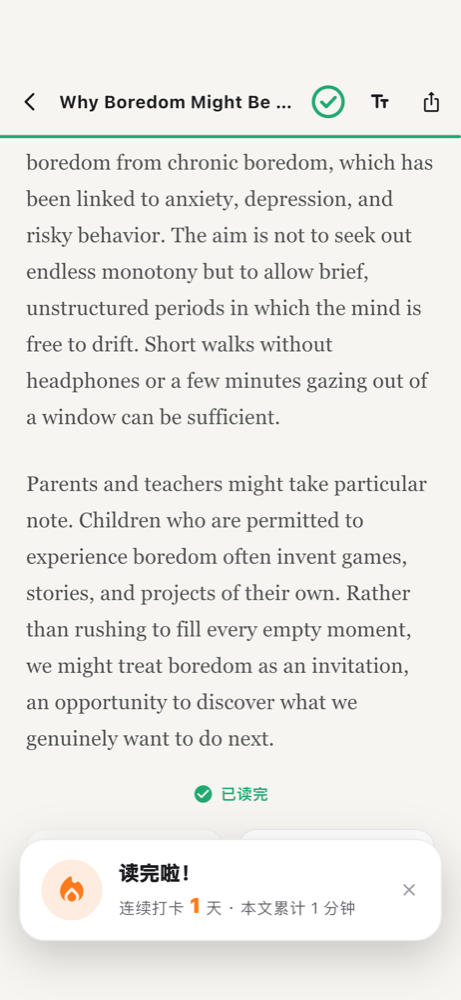 Why Boredom Might Be ...
TT
boredom from chronic boredom, which has
been linked to anxiety, depression, and
risky behavior. The aim is not to seek out
endless monotony but to allow brief,
unstructured periods in which the mind is
free to drift. Short walks without
headphones or a few minutes gazing out of
a window can be sufficient.
Parents and teachers might take particular
note. Children who are permitted to
experience boredom often invent games,
stories, and projects of their own. Rather
than rushing to fill every empty moment,
we might treat boredom as an invitation,
an opportunity to discover what we
genuinely want to do next.
已读完
读完啦！
连续打卡 1 天 · 本文累计 1 分钟